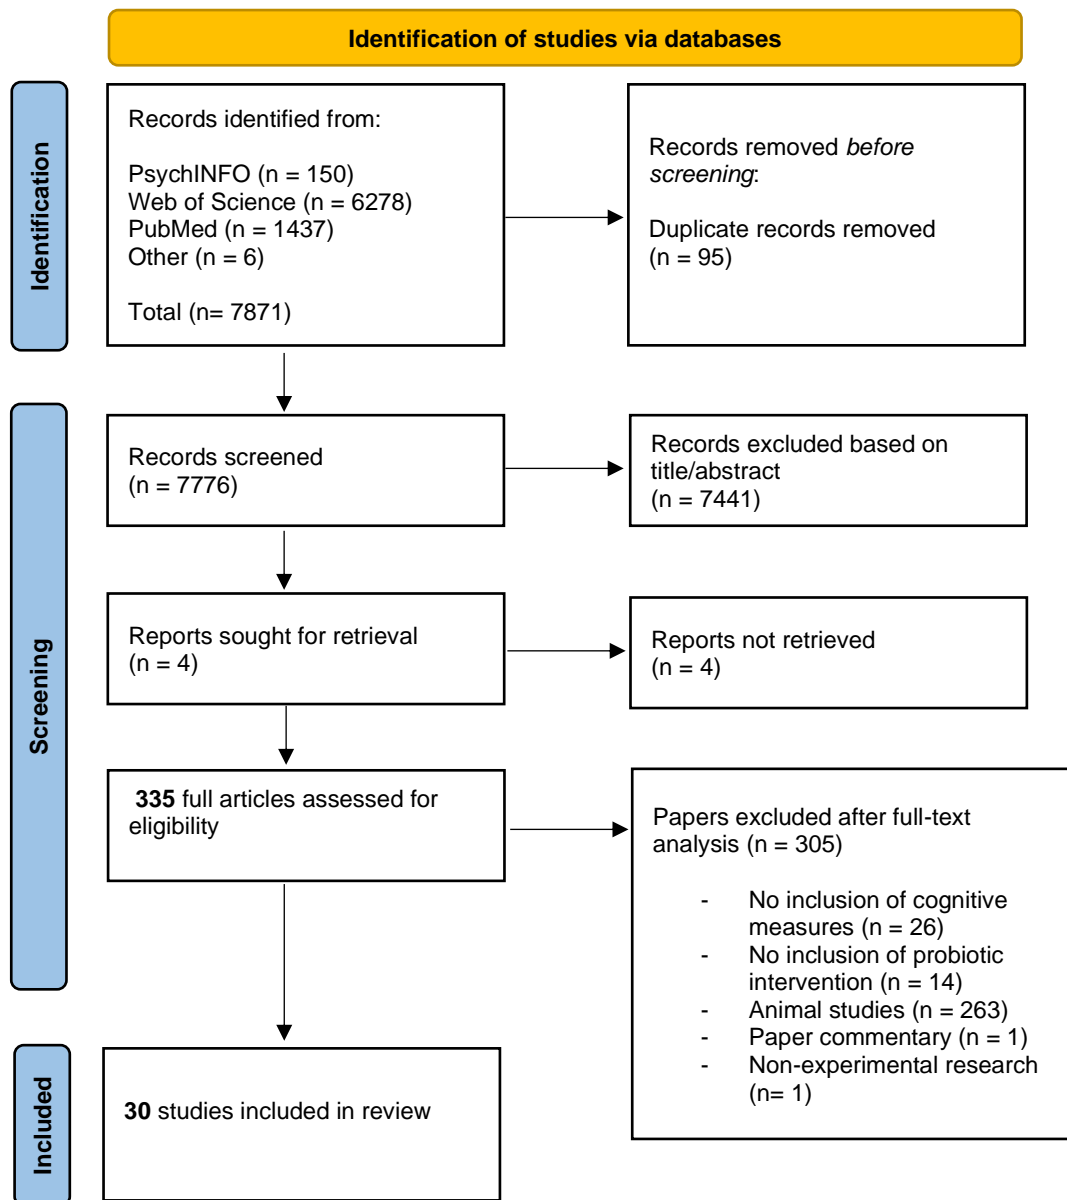 Identification of studies via databases
Identification
Records identified from:
PsychINFO (n = 150)
Web of Science (n = 6278)
PubMed (n = 1437)
Other (n = 6)
Total (n= 7871)
Records removed before
screening:
Duplicate records removed
(n = 95)
Screening
Records screened
(n = 7776)
Records excluded based on
title/abstract
(n = 7441)
Reports sought for retrieval
(n = 4)
Reports not retrieved
(n = 4)
335 full articles assessed for
eligibility
Papers excluded after full-text
analysis (n = 305)
- No inclusion of cognitive
measures (n = 26)
- No inclusion of probiotic
intervention (n = 14)
- Animal studies (n = 263)
- Paper commentary (n = 1)
- Non-experimental research
(n= 1)
Included
30 studies included in review